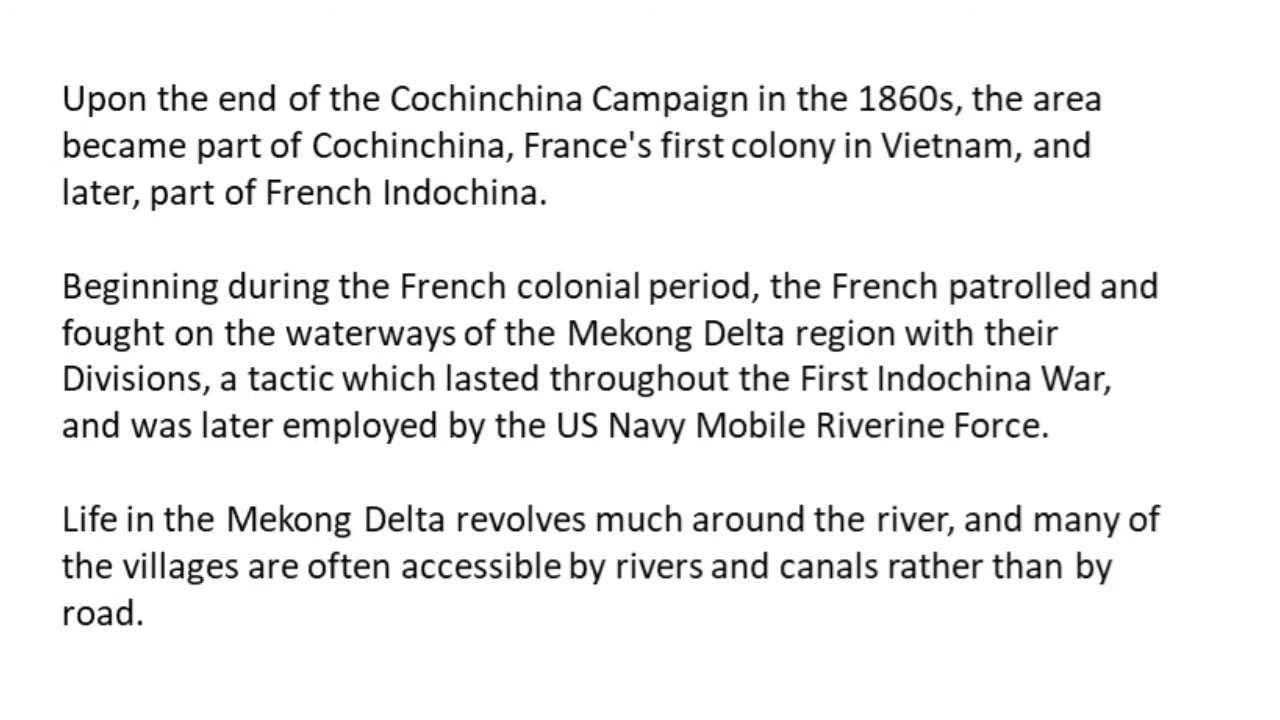 Upon the end of the Cochinchina Campaign in the 1860s, the area
became part of Cochinchina, France's first colony in Vietnam, and
later, part of French Indochina.
Beginning during the French colonial period, the French patrolled and
fought on the waterways of the Mekong Delta region with their
Divisions, a tactic which lasted throughout the First Indochina War,
and was later employed by the US Navy Mobile Riverine Force.
Life in the Mekong Delta revolves much around the river, and many of
the villages are often accessible by rivers and canals rather than by
road.